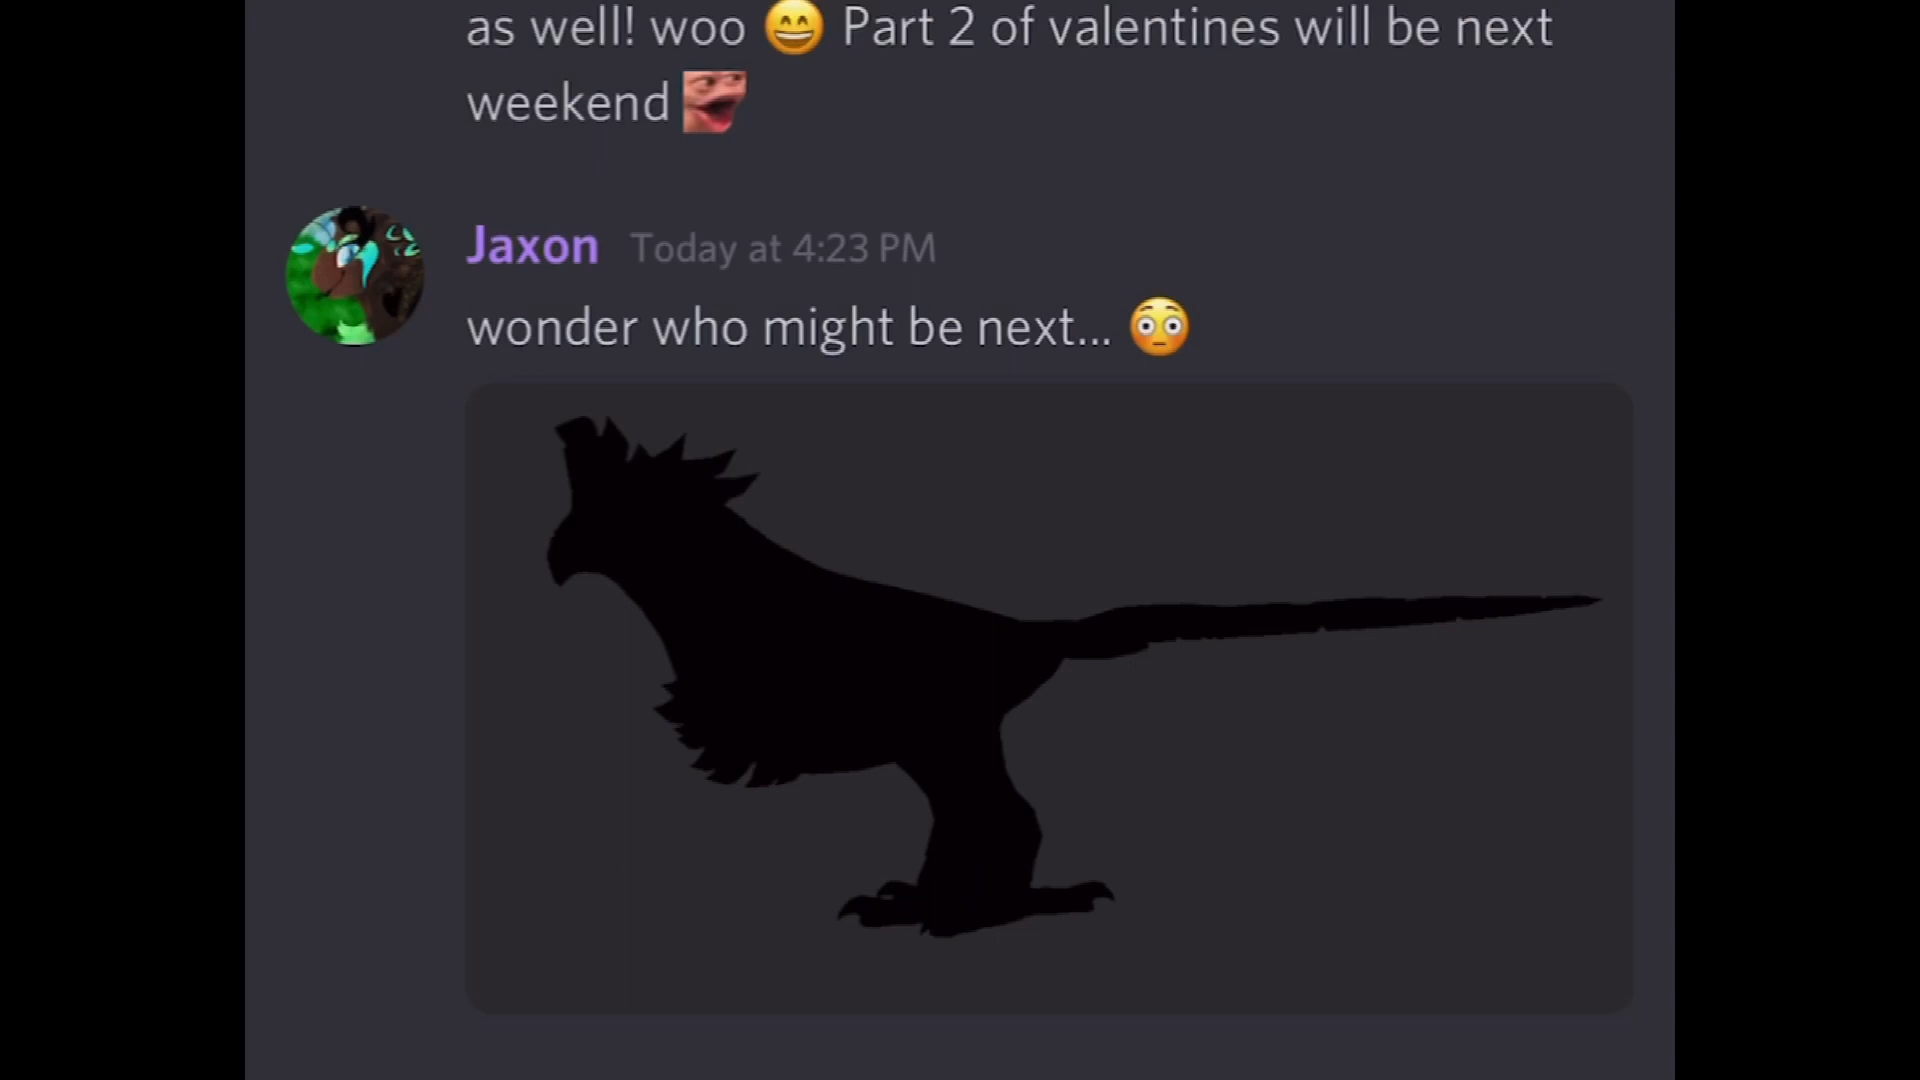 as well! woo 😄 Part 2 of valentines will be next
weekend
Jaxon Today at 4:23 PM
wonder who might be next... 😳